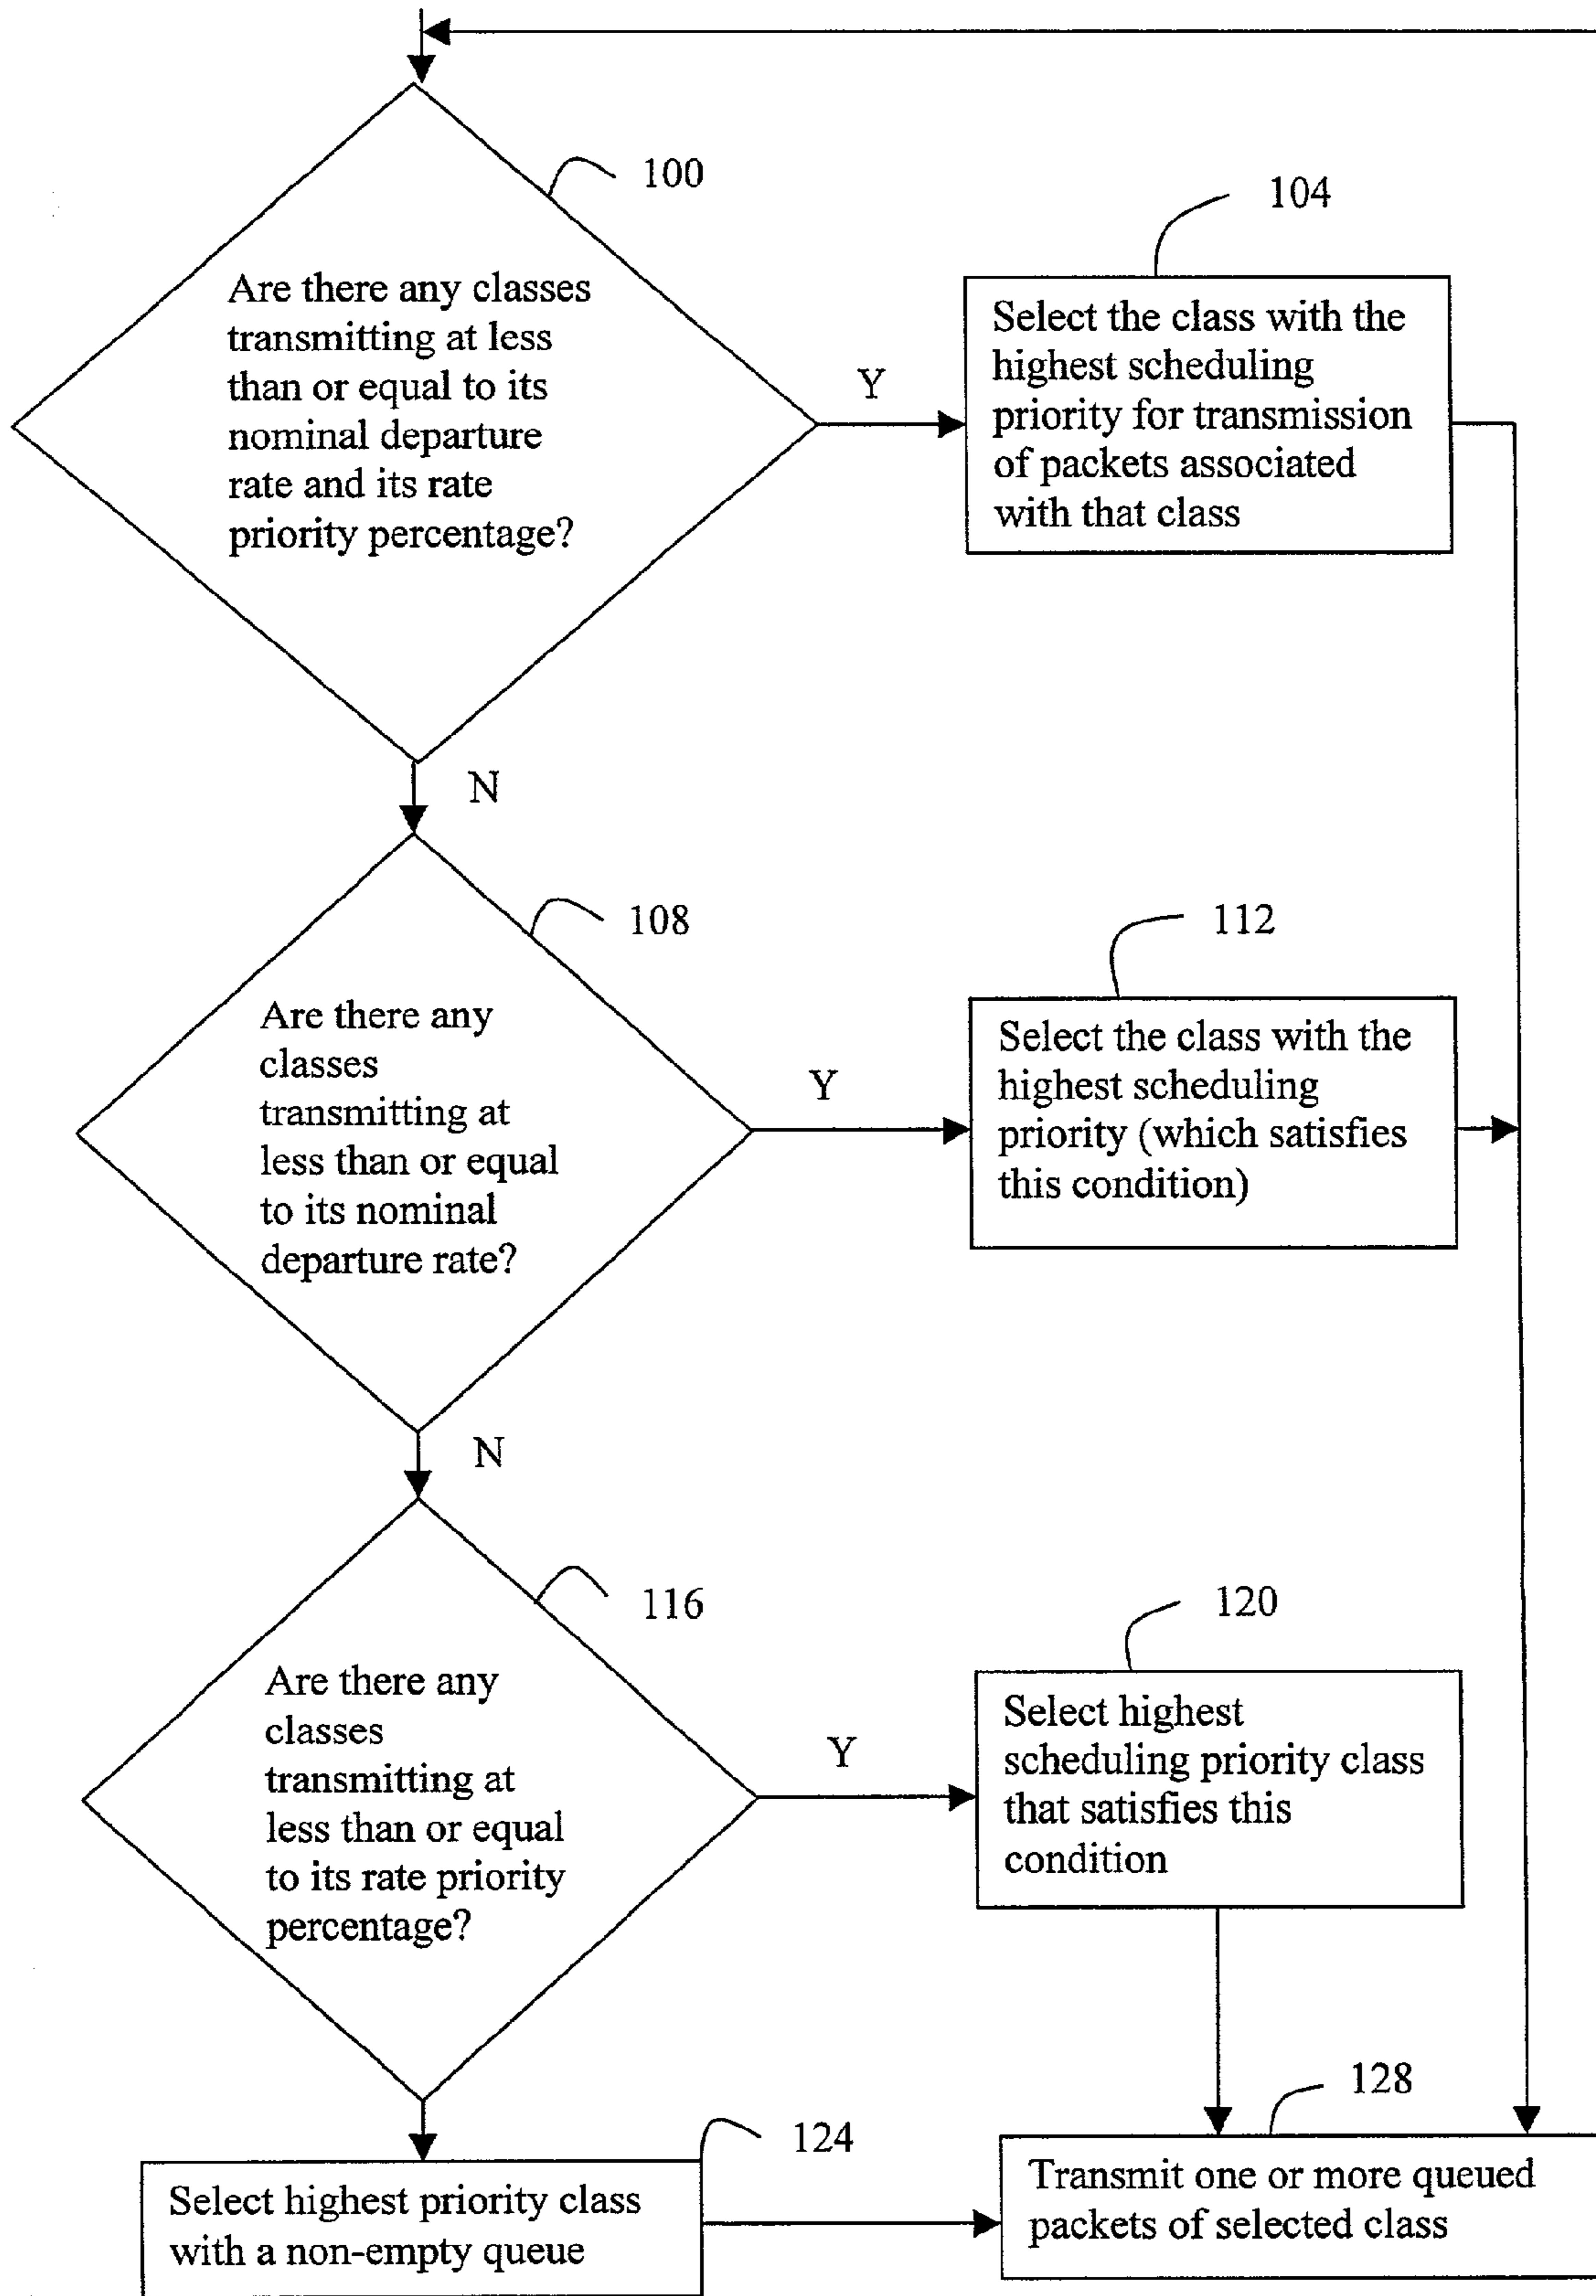 100
Are there any classes
transmitting at less
than or equal to its
nominal departure
rate and its rate
priority percentage?
Y
104
Select the class with the
highest scheduling
priority for transmission
of packets associated
with that class
N
108
Are there any
classes
transmitting at
less than or equal
to its nominal
departure rate?
Y
112
Select the class with the
highest scheduling
priority (which satisfies
this condition)
N
116
Are there any
classes
transmitting at
less than or equal
to its rate priority
percentage?
Y
120
Select highest
scheduling priority class
that satisfies this
condition
124
Select highest priority class
with a non-empty queue
128
Transmit one or more queued
packets of selected class